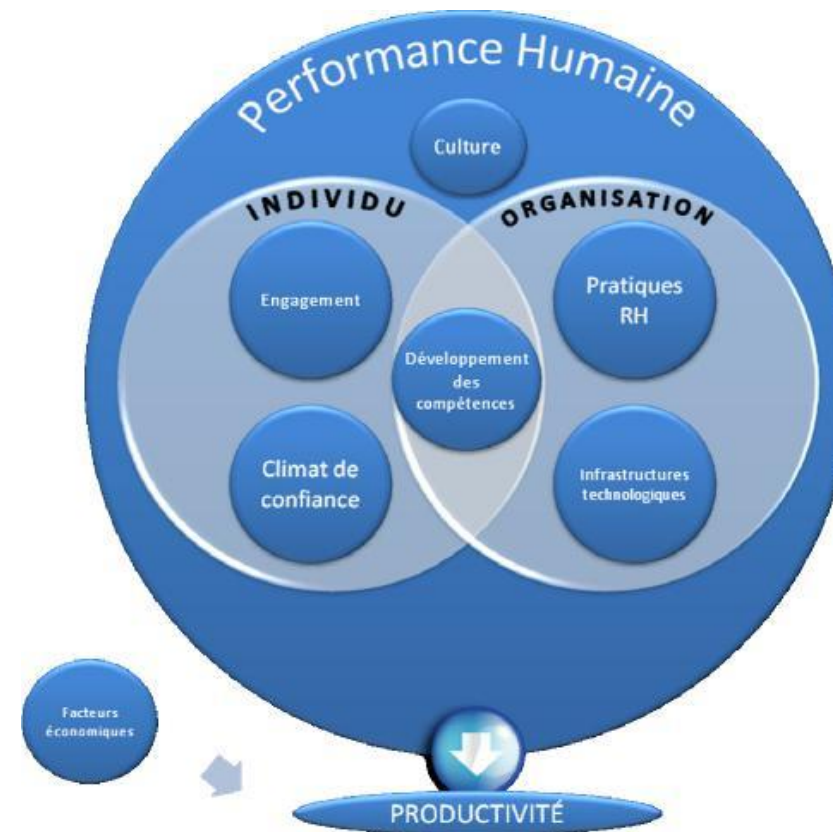 Performance Humaine
Culture
INDIVIDU
ORGANISATION
Engagement
Pratiques
RH
Développement
des
compétences
Climat de
confiance
Infrastructures
technologiques
Facteurs
économiques
PRODUCTIVITÉ